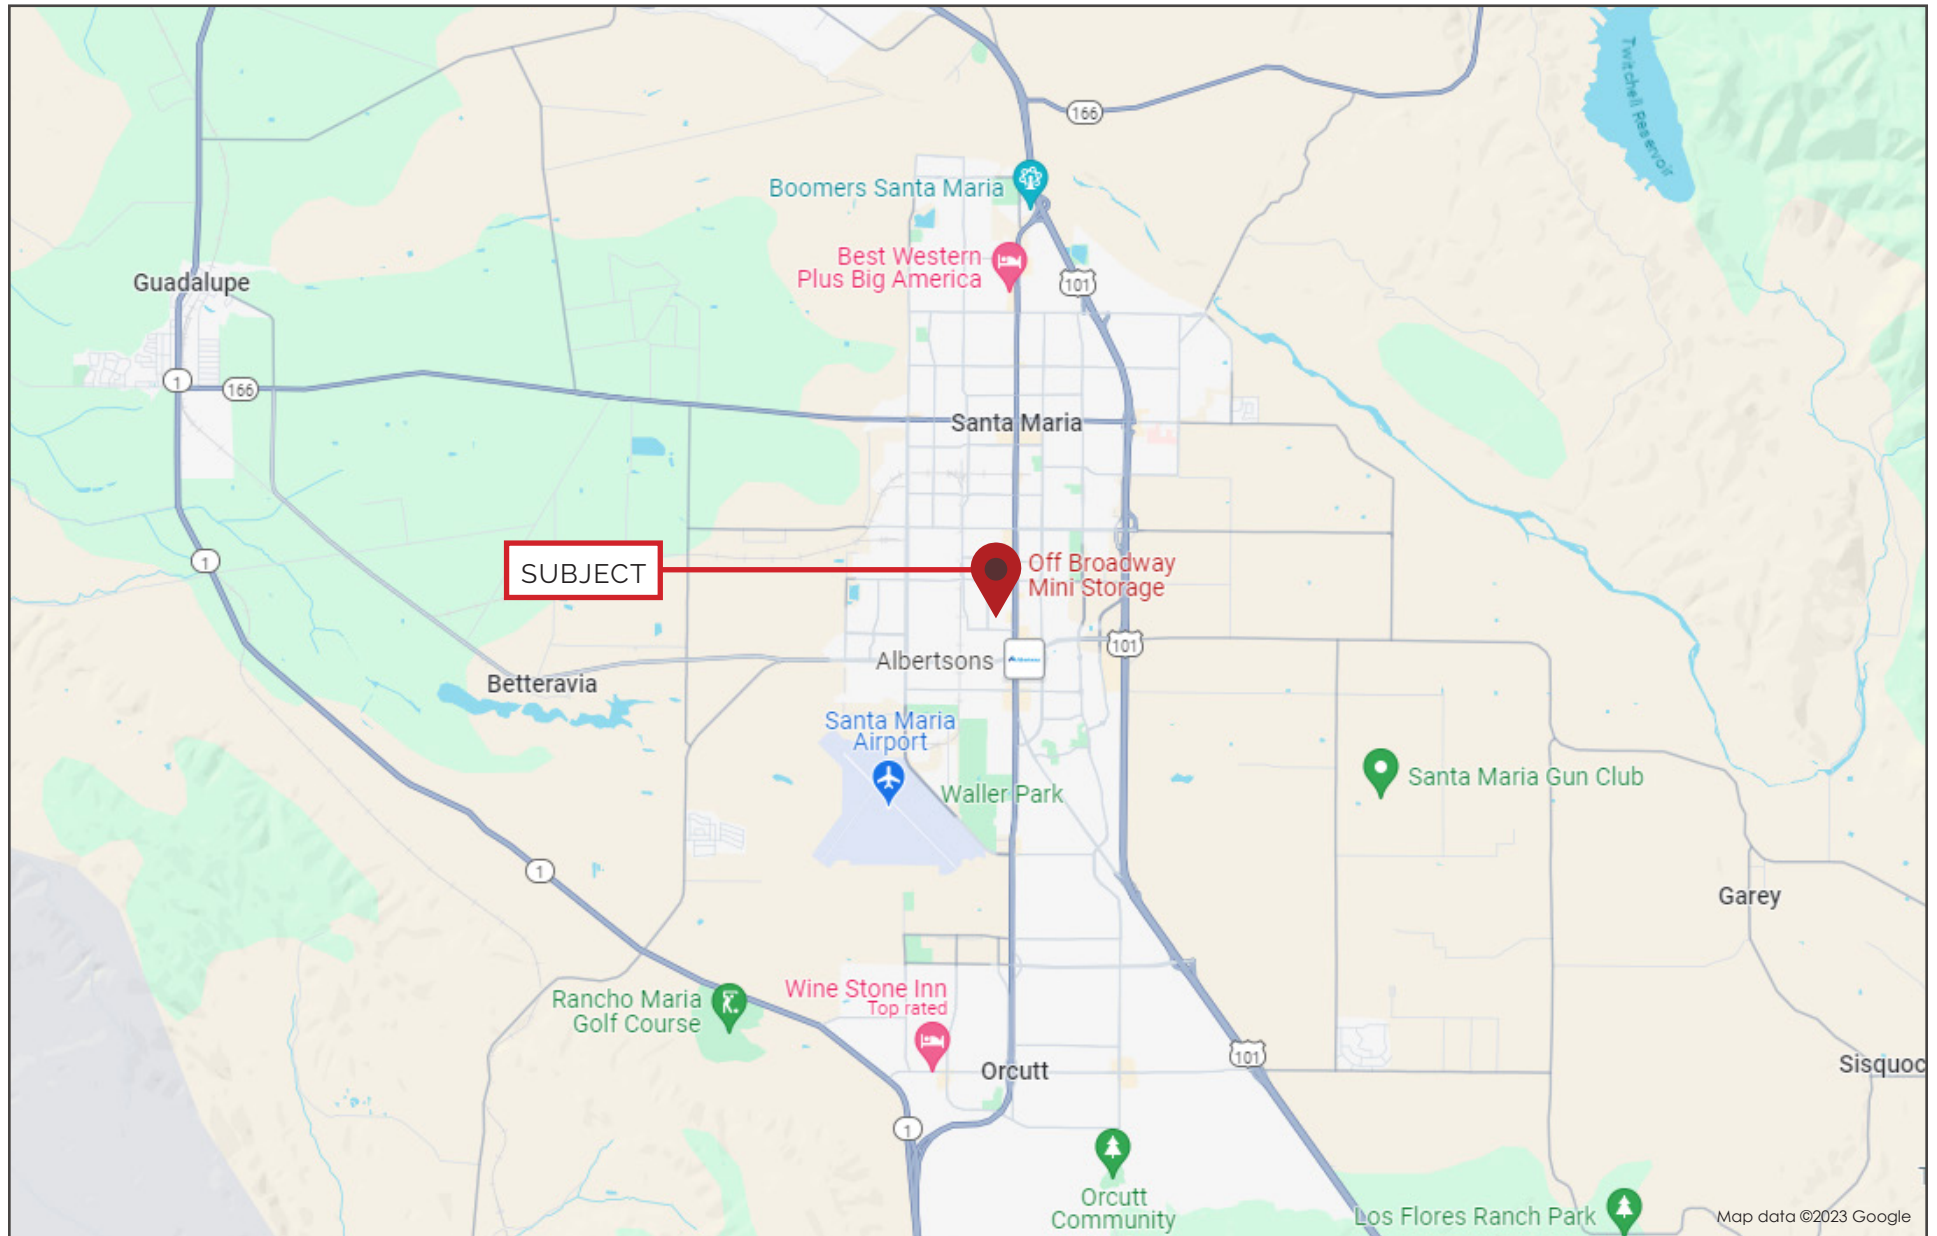 Twitchell Reservoir
166
Boomers Santa Maria
Best Western
Plus Big America
101
Guadalupe
1
166
Santa Maria
SUBJECT
Off Broadway
Mini Storage
1
101
Albertsons
Betteravia
Santa Maria
Airport
Waller Park
Santa Maria Gun Club
1
Garey
Rancho Maria
Golf Course
Wine Stone Inn
Top rated
101
Orcutt
Sisquoc
1
Orcutt
Community
Los Flores Ranch Park
Map data ©2023 Google